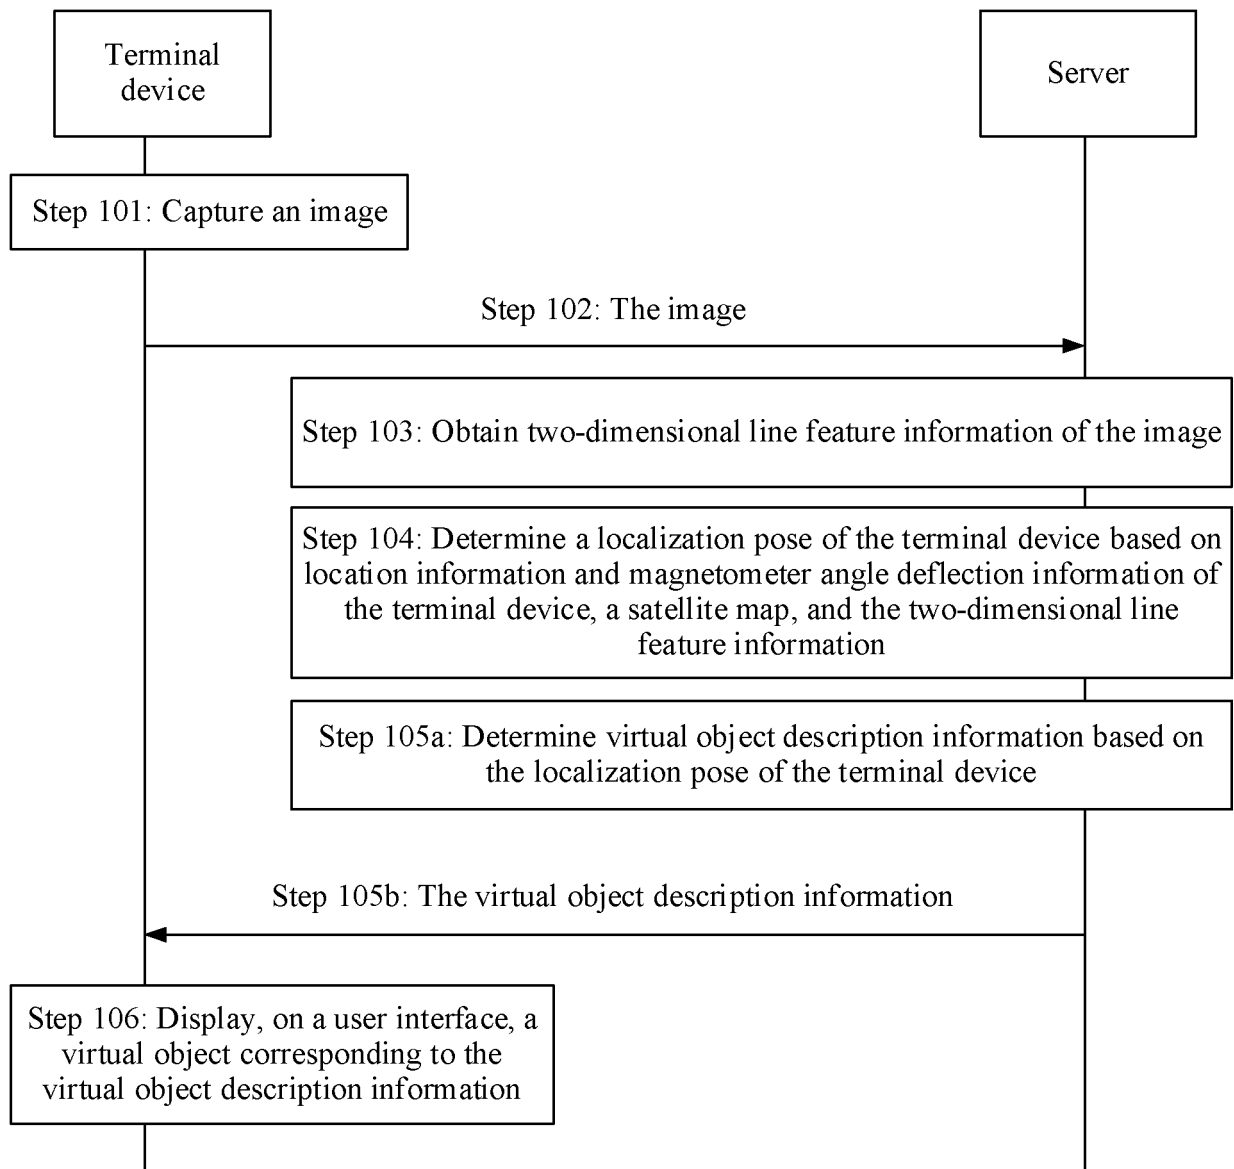 Terminal
device
Server
Step 101: Capture an image
Step 102: The image
Step 103: Obtain two-dimensional line feature information of the image
Step 104: Determine a localization pose of the terminal device based on
location information and magnetometer angle deflection information of
the terminal device, a satellite map, and the two-dimensional line
feature information
Step 105a: Determine virtual object description information based on
the localization pose of the terminal device
Step 105b: The virtual object description information
Step 106: Display, on a user interface, a
virtual object corresponding to the
virtual object description information